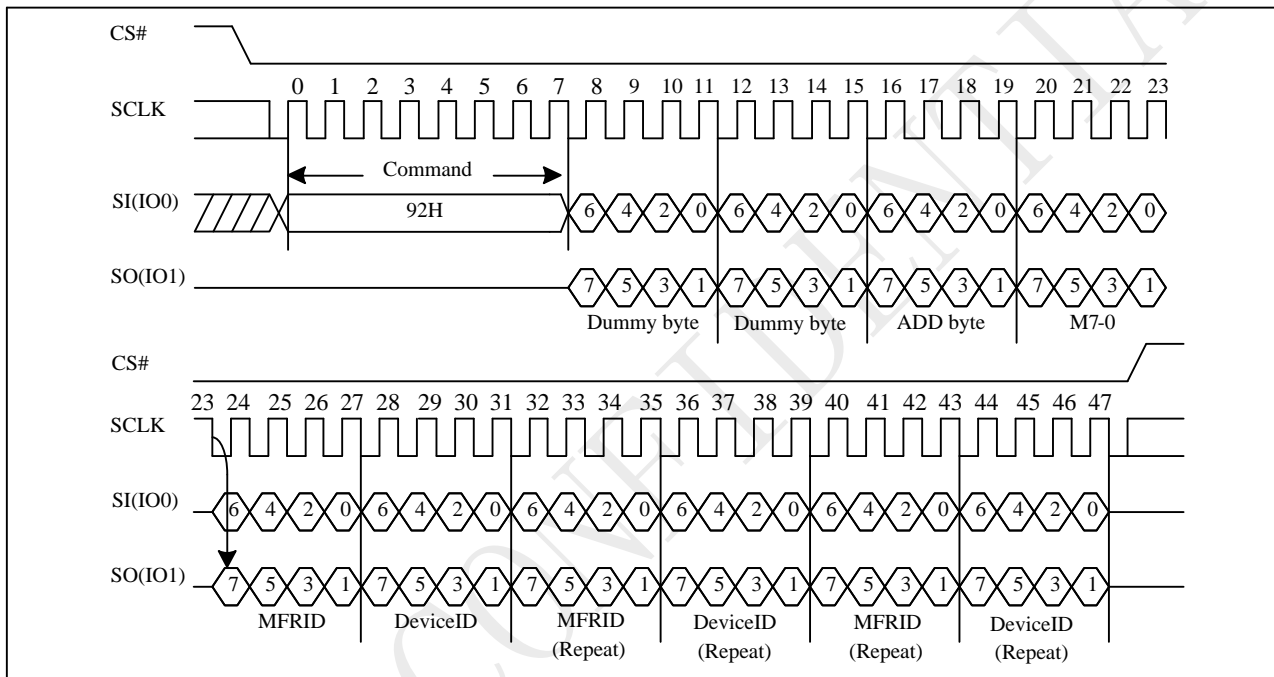 CS#
0 1 2 3 4 5 6 7 8 9 10 11 12 13 14 15 16 17 18 19 20 21 22 23
SCLK
Command
SI(IO0)
92H
6 4 2 0 6 4 2 0 6 4 2 0 6 4 2 0
SO(IO1)
7 5 3 1 7 5 3 1 7 5 3 1 7 5 3 1
Dummy byte Dummy byte ADD byte M7-0
CS#
23 24 25 26 27 28 29 30 31 32 33 34 35 36 37 38 39 40 41 42 43 44 45 46 47
SCLK
SI(IO0)
6 4 2 0 6 4 2 0 6 4 2 0 6 4 2 0 6 4 2 0 6 4 2 0
SO(IO1)
7 5 3 1 7 5 3 1 7 5 3 1 7 5 3 1 7 5 3 1 7 5 3 1
MFRID DeviceID MFRID DeviceID MFRID DeviceID
(Repeat) (Repeat) (Repeat) (Repeat)
CONFIDENTIA